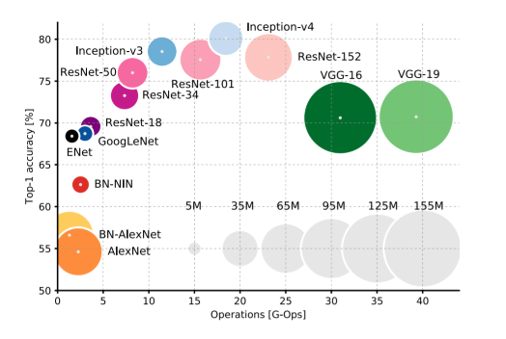 Inception-v4
80
Inception-v3
ResNet-152
ResNet-50
VGG-16
VGG-19
75
ResNet-101
ResNet-34
70
ResNet-18
GoogLeNet
ENet
65
BN-NIN
60
5M 35M 65M 95M 125M 155M
BN-AlexNet
55
AlexNet
50
0 5 10 15 20 25 30 35 40
Operations [G-Ops]
Top-1 accuracy [%]